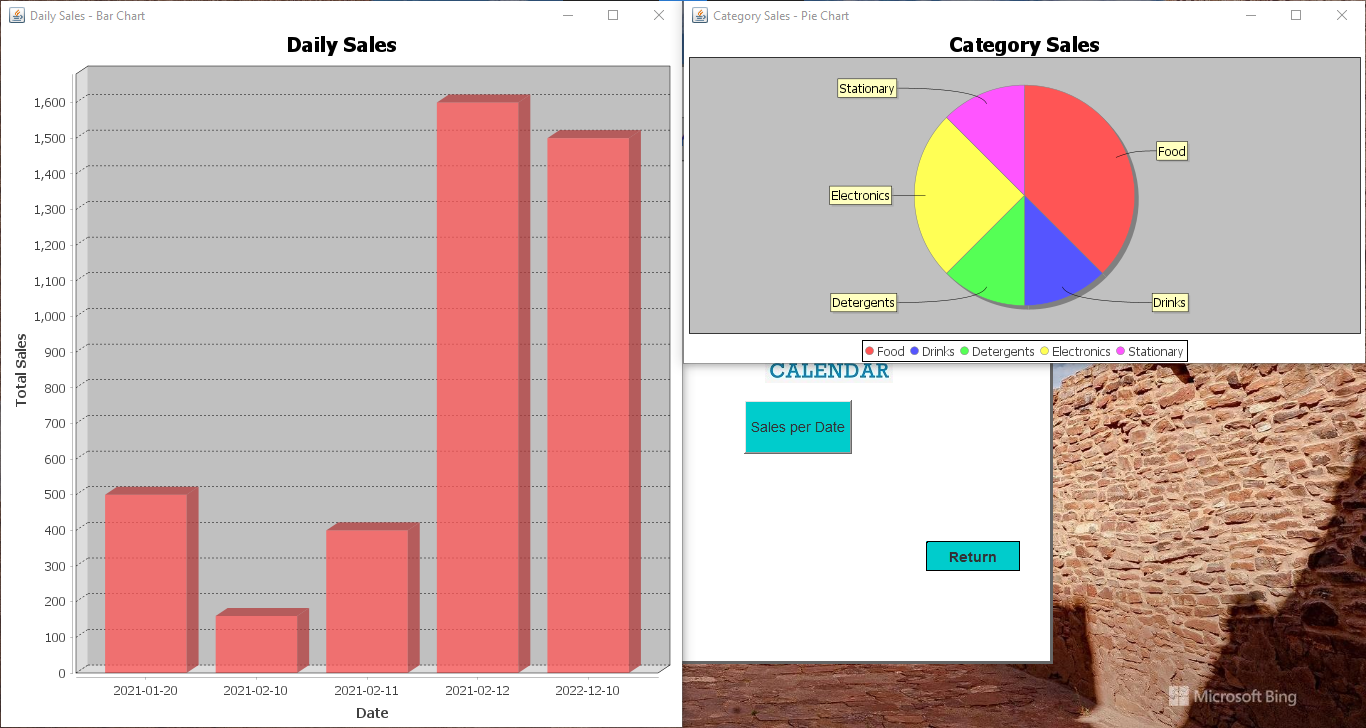 Daily Sales - Bar Chart
Daily Sales
1,600
1,500
1,400
1,300
1,200
1,100
1,000
900
800
700
600
500
400
300
200
100
0
Total Sales
2021-01-20 2021-02-10 2021-02-11 2021-02-12 2022-12-10
Date
Category Sales - Pie Chart
Category Sales
Stationary
Food
Electronics
Detergents
Drinks
Food Drinks Detergents Electronics Stationary
CALENDAR
Sales per Date
Return
Microsoft Bing